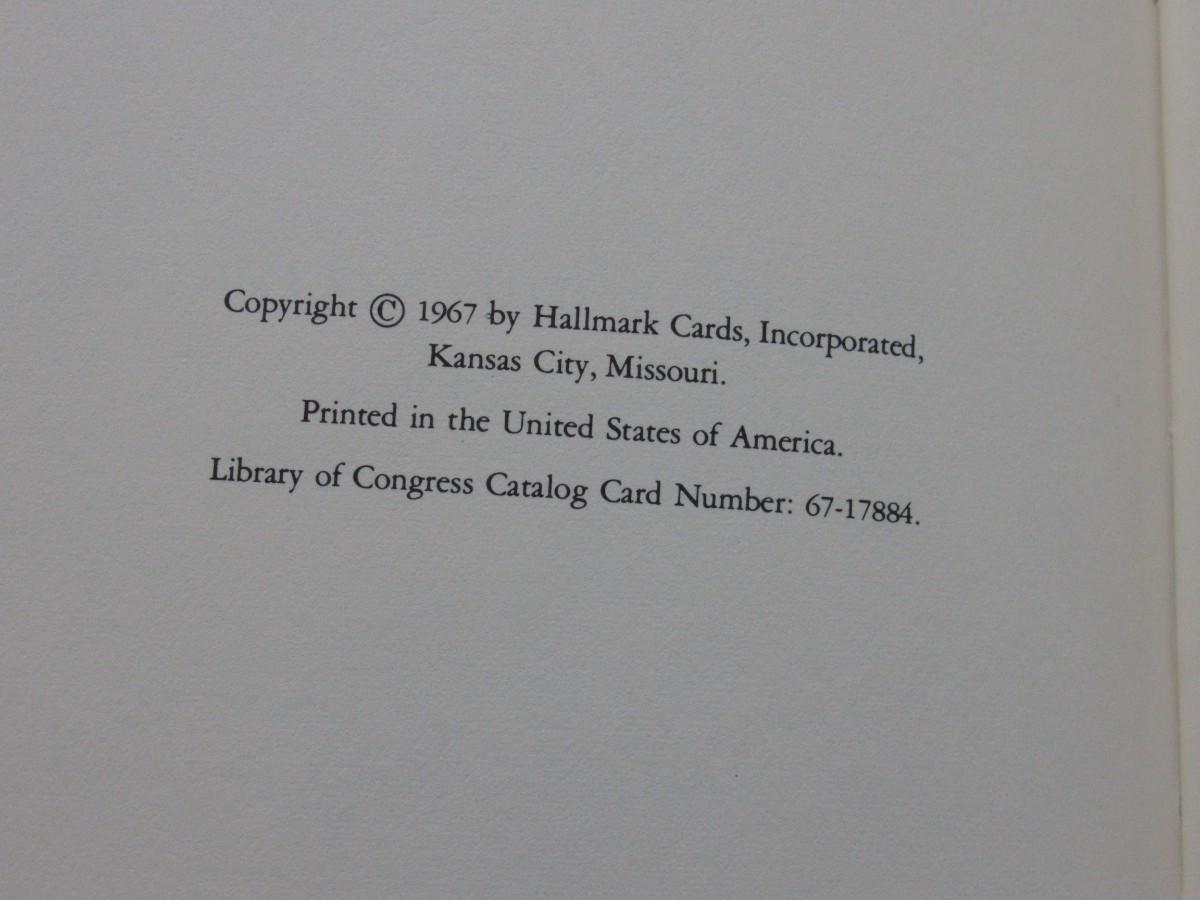 Copyright © 1967 by Hallmark Cards, Incorporated,
Kansas City, Missouri.
Printed in the United States of America.
Library of Congress Catalog Card Number: 67-17884.